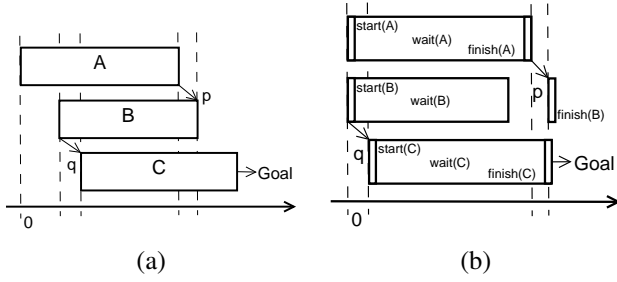 A
p
B
q
C
Goal
0
(a)
start(A)
wait(A)
finish(A)
start(B)
wait(B)
p
finish(B)
q
start(C)
wait(C)
finish(C)
Goal
0
(b)